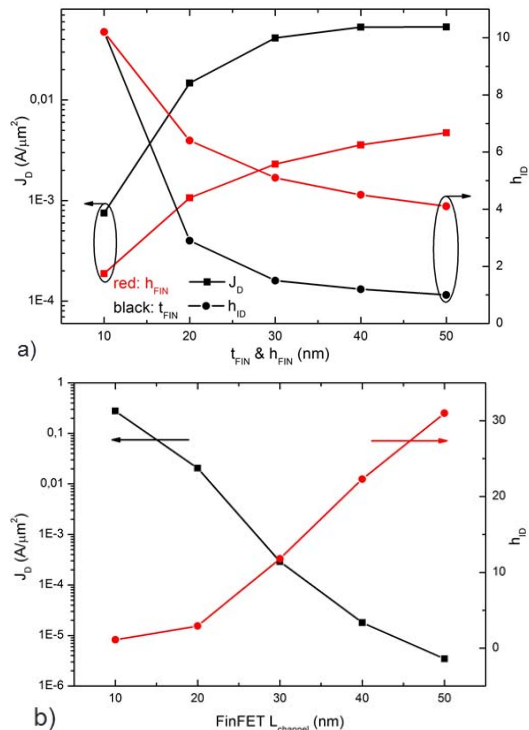 0,01
1E-3
1E-4
J_D (A/μm²)
10
8
6
4
2
0
h_ID
red: h_FIN
black: t_FIN
J_D
h_ID
10 20 30 40 50
t_FIN & h_FIN (nm)
a)
1
0,1
0,01
1E-3
1E-4
1E-5
1E-6
J_D (A/μm²)
30
20
10
0
h_ID
10 20 30 40 50
FinFET L_channel (nm)
b)